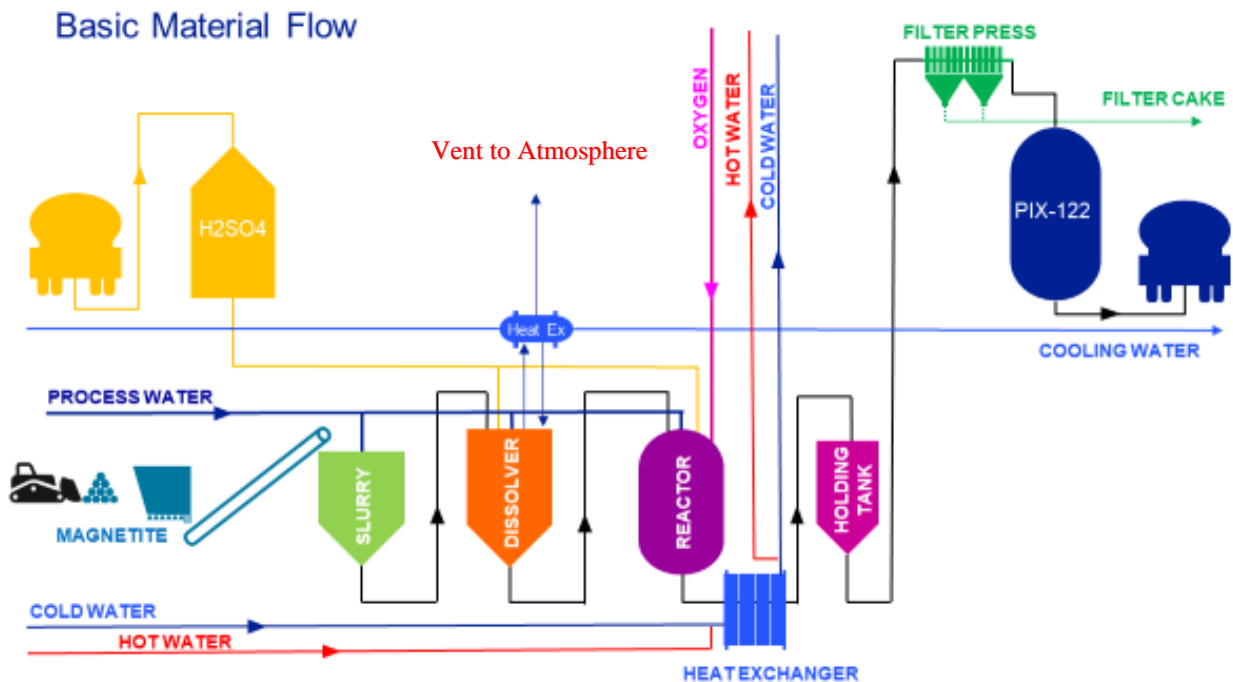 Basic Material Flow
FILTER PRESS
OXYGEN
HOT WATER
COLD WATER
FILTER CAKE
Vent to Atmosphere
H2SO4
PIX-122
Heat Ex
COOLING WATER
PROCESS WATER
SLURRY
DISSOLVER
REACTOR
HOLDING
TANK
MAGNETITE
COLD WATER
HOT WATER
HEAT EXCHANGER